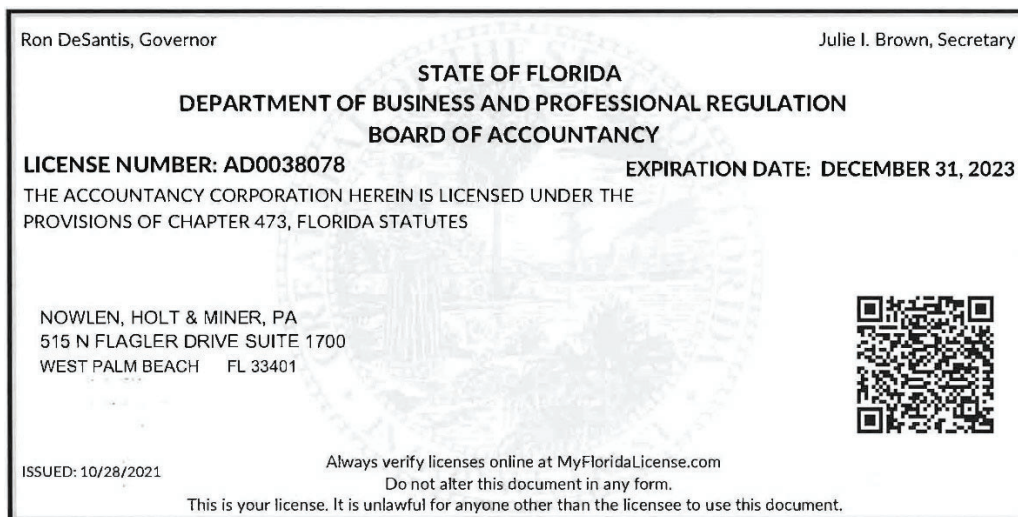 Ron DeSantis, Governor
Julie I. Brown, Secretary
STATE OF FLORIDA
DEPARTMENT OF BUSINESS AND PROFESSIONAL REGULATION
BOARD OF ACCOUNTANCY
LICENSE NUMBER: AD0038078
EXPIRATION DATE: DECEMBER 31, 2023
THE ACCOUNTANCY CORPORATION HEREIN IS LICENSED UNDER THE
PROVISIONS OF CHAPTER 473, FLORIDA STATUTES
NOWLEN, HOLT & MINER, PA
515 N FLAGLER DRIVE SUITE 1700
WEST PALM BEACH FL 33401
ISSUED: 10/28/2021
Always verify licenses online at MyFloridaLicense.com
Do not alter this document in any form.
This is your license. It is unlawful for anyone other than the licensee to use this document.